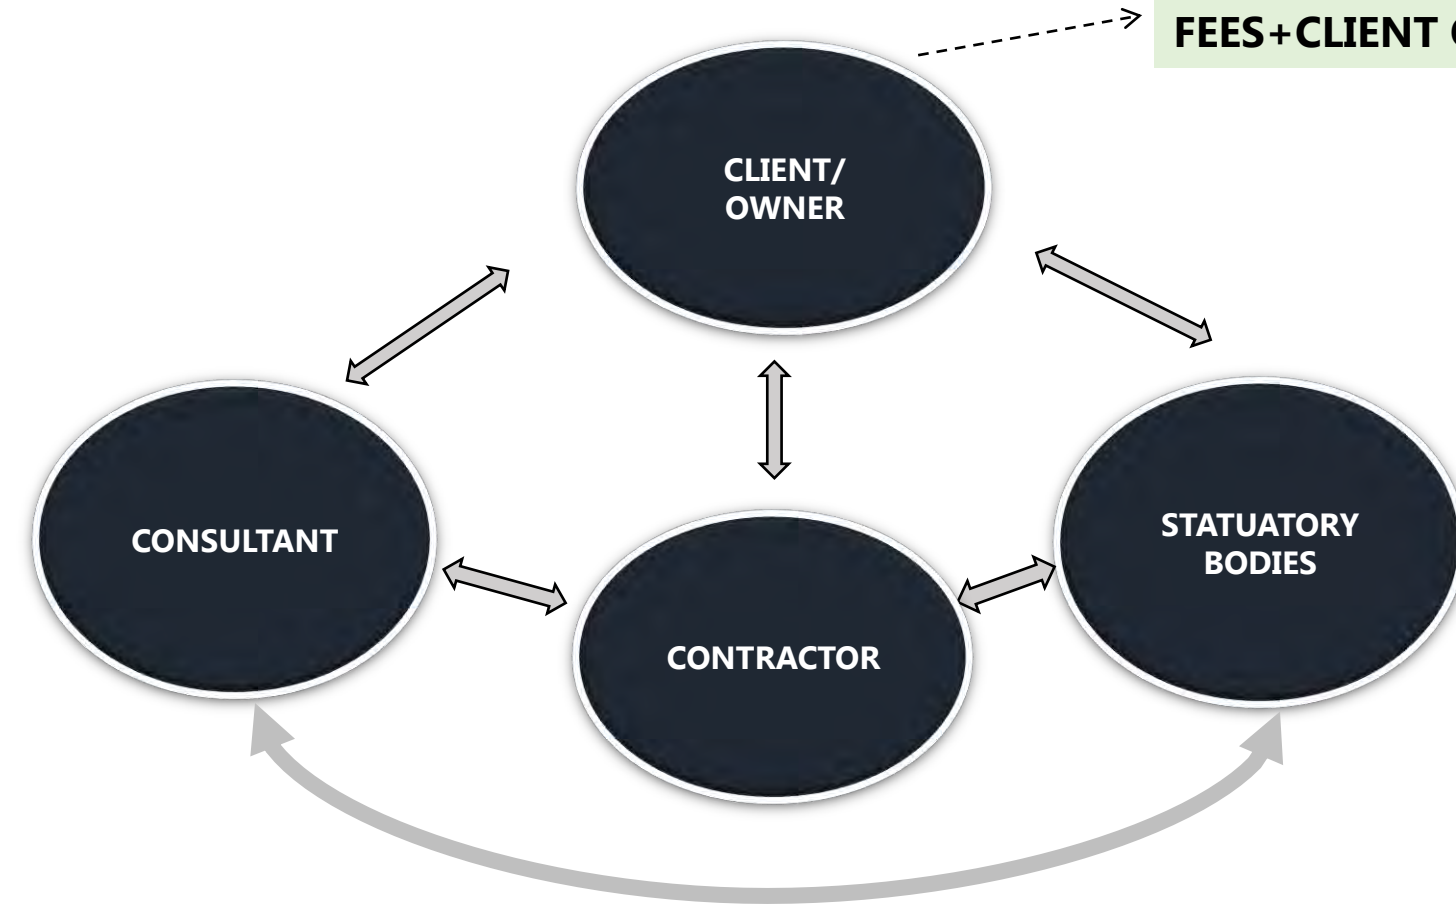 FEES+CLIENT
CLIENT/
OWNER
CONSULTANT
STATUATORY
BODIES
CONTRACTOR